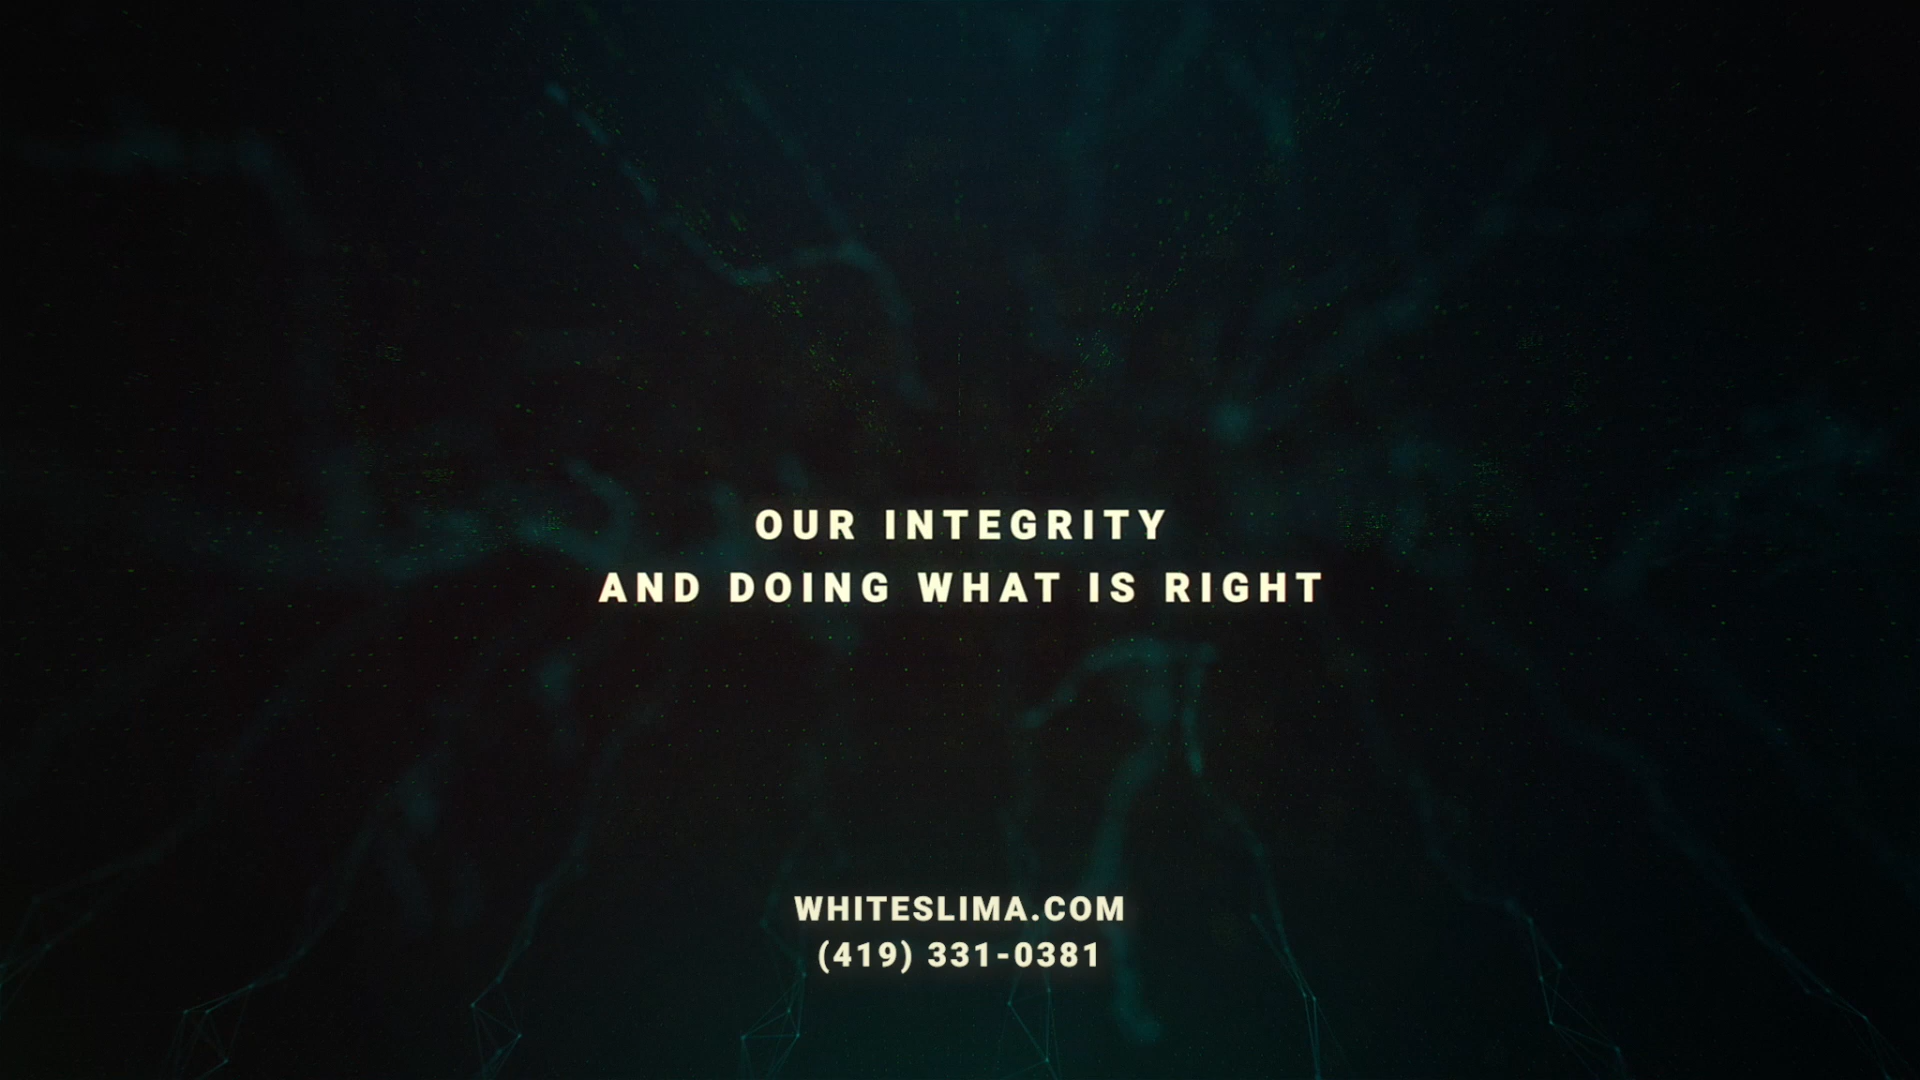 OUR INTEGRITY
AND DOING WHAT IS RIGHT
WHITESLIMA.COM
(419) 331-0381